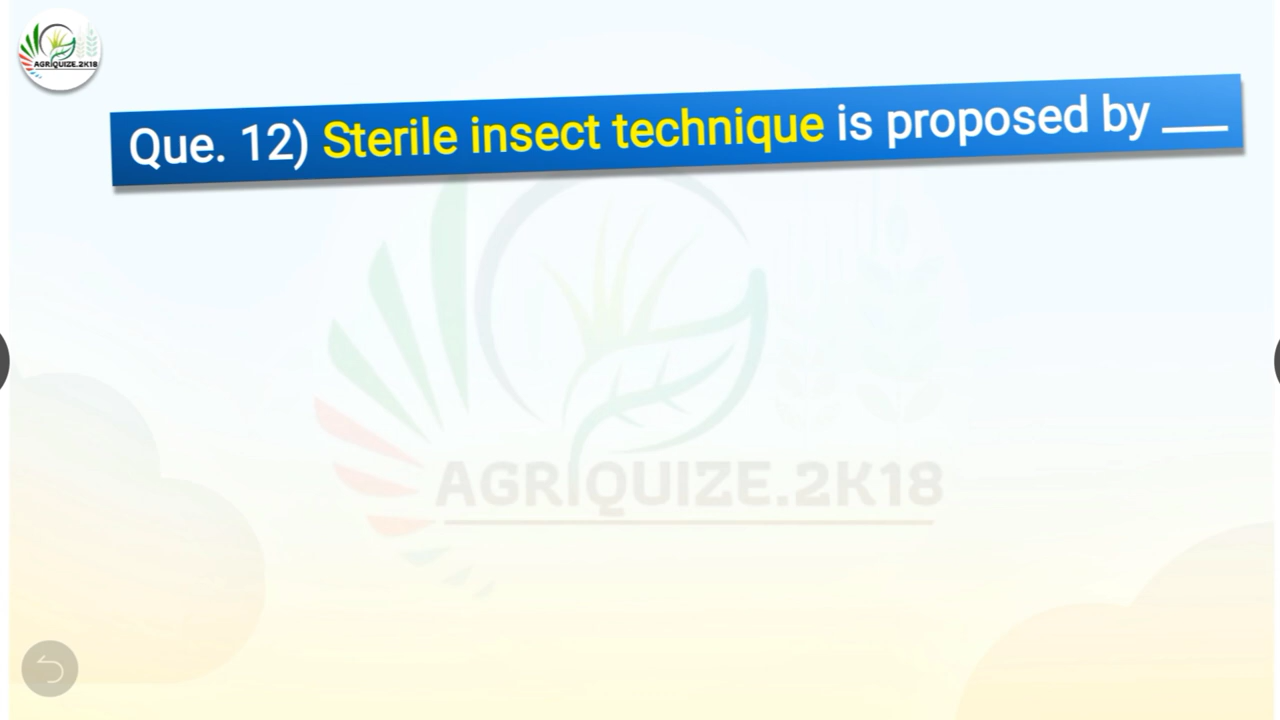 AGRIQUIZE.2K18
Que. 12) Sterile insect technique is proposed by ___
AGRIQUIZE.2K18